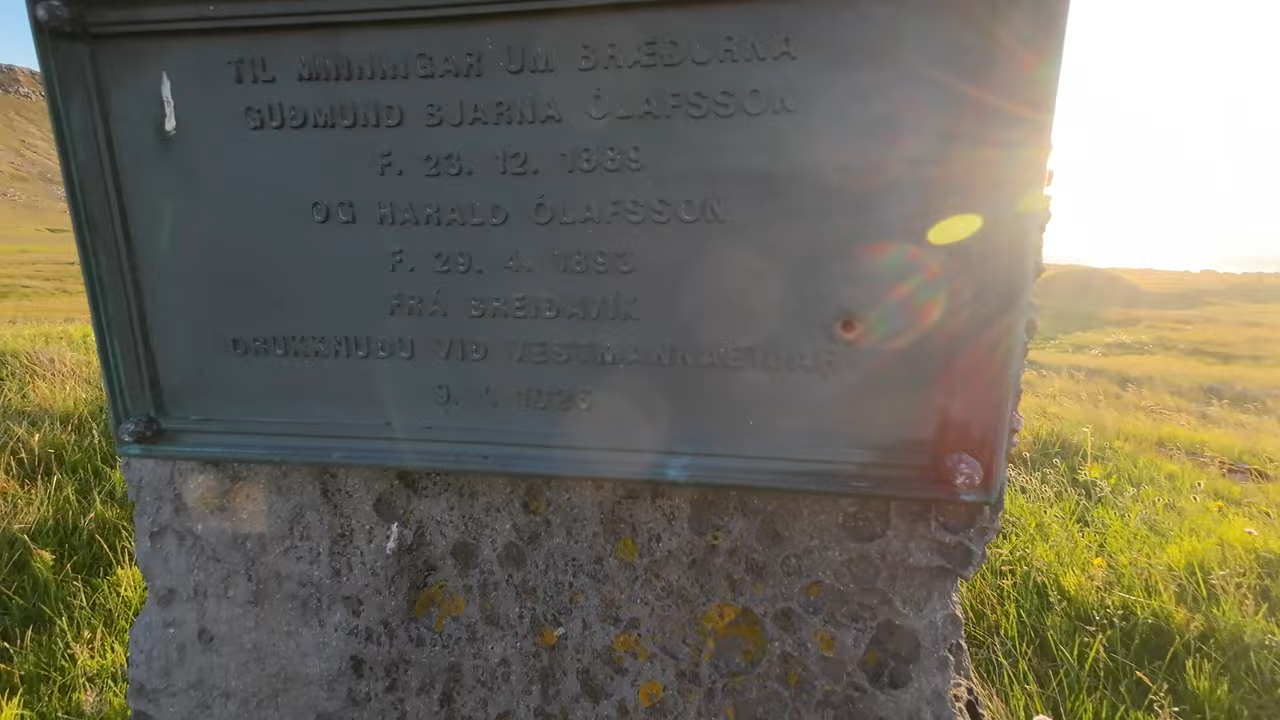 TIL MINNINGAR UM BRÆÐURNA
GUÐMUND BJARNA ÓLAFSSON
F. 23. 12. 1889
OG HARALD ÓLAFSSON
F. 29. 4. 1893
FRÁ BREIÐAVÍK
DRUKKNUÐU VIÐ VESTMANNAEYJAR
9.